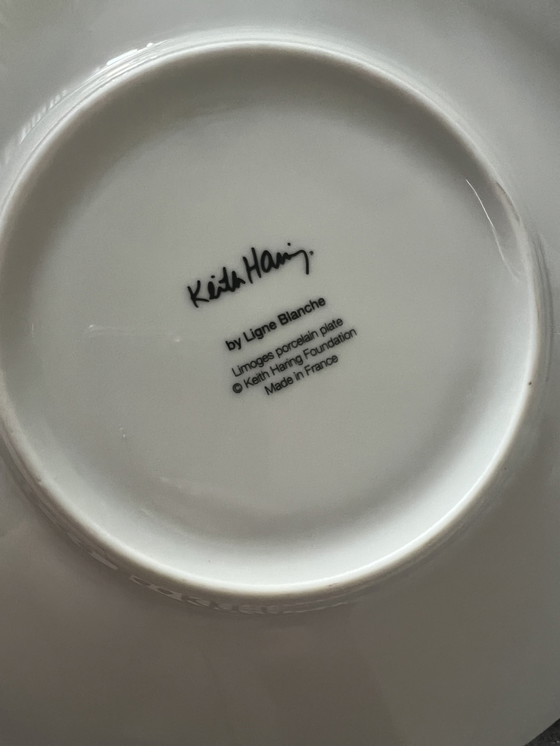 Keith Haring.
by Ligne Blanche
Limoges porcelain plate
© Keith Haring Foundation
Made in France